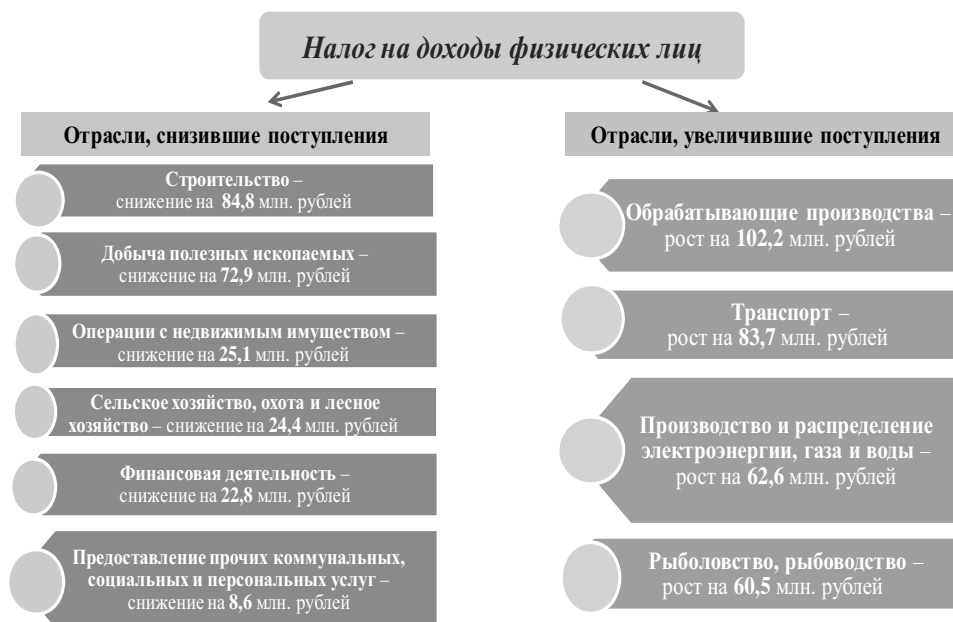 Налог на доходы физических лиц
Отрасли, снизившие поступления
Строительство –
снижение на 84,8 млн. рублей
Добыча полезных ископаемых –
снижение на 72,9 млн. рублей
Операции с недвижимым имуществом –
снижение на 25,1 млн. рублей
Сельское хозяйство, охота и лесное
хозяйство – снижение на 24,4 млн. рублей
Финансовая деятельность –
снижение на 22,8 млн. рублей
Предоставление прочих коммунальных,
социальных и персональных услуг –
снижение на 8,6 млн. рублей
Отрасли, увеличившие поступления
Обрабатывающие производства –
рост на 102,2 млн. рублей
Транспорт –
рост на 83,7 млн. рублей
Производство и распределение
электроэнергии, газа и воды –
рост на 62,6 млн. рублей
Рыболовство, рыбоводство –
рост на 60,5 млн. рублей